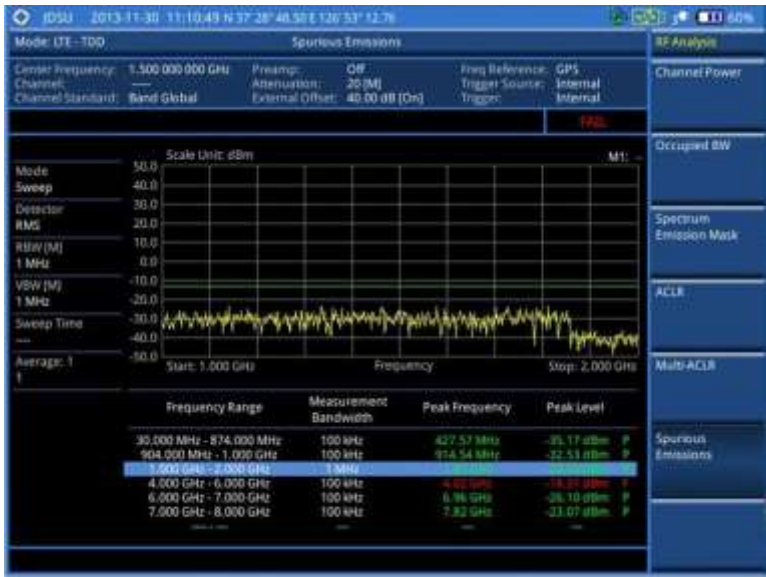 JDSU 2013-11-30 11:10:49 N 37° 28' 48.50 E 126° 53' 12.76 60%
Mode: LTE - TDD Spurious Emissions RF Analysis
Center Frequency: 1.500 000 000 GHz Preamp: Off Freq Reference: GPS
Channel: ---- Attenuation: 20 [M] Trigger Source: Internal
Channel Standard: Band Global External Offset: 40.00 dB [On] Trigger: Internal
FAIL
Channel Power
Occupied BW
Spectrum
Emission Mask
ACLR
Multi-ACLR
Spurious
Emissions
Mode
Sweep
Detector
RMS
RBW [M]
1 MHz
VBW [M]
1 MHz
Sweep Time
---
Average: 1
1
Scale Unit: dBm M1: --
50.0
40.0
30.0
20.0
10.0
0.0
-10.0
-20.0
-30.0
-40.0
-50.0
Start: 1.000 GHz Frequency Stop: 2.000 GHz
Frequency Range Measurement Bandwidth Peak Frequency Peak Level
30.000 MHz - 874.000 MHz 100 kHz 427.57 MHz -35.17 dBm P
904.000 MHz - 1.000 GHz 100 kHz 914.54 MHz -32.53 dBm P
1.000 GHz - 2.000 GHz 1 MHz
4.000 GHz - 6.000 GHz 100 kHz 4.02 GHz dBm F
6.000 GHz - 7.000 GHz 100 kHz 6.96 GHz -26.10 dBm P
7.000 GHz - 8.000 GHz 100 kHz 7.82 GHz -23.07 dBm P
---- - --- --- --- ---